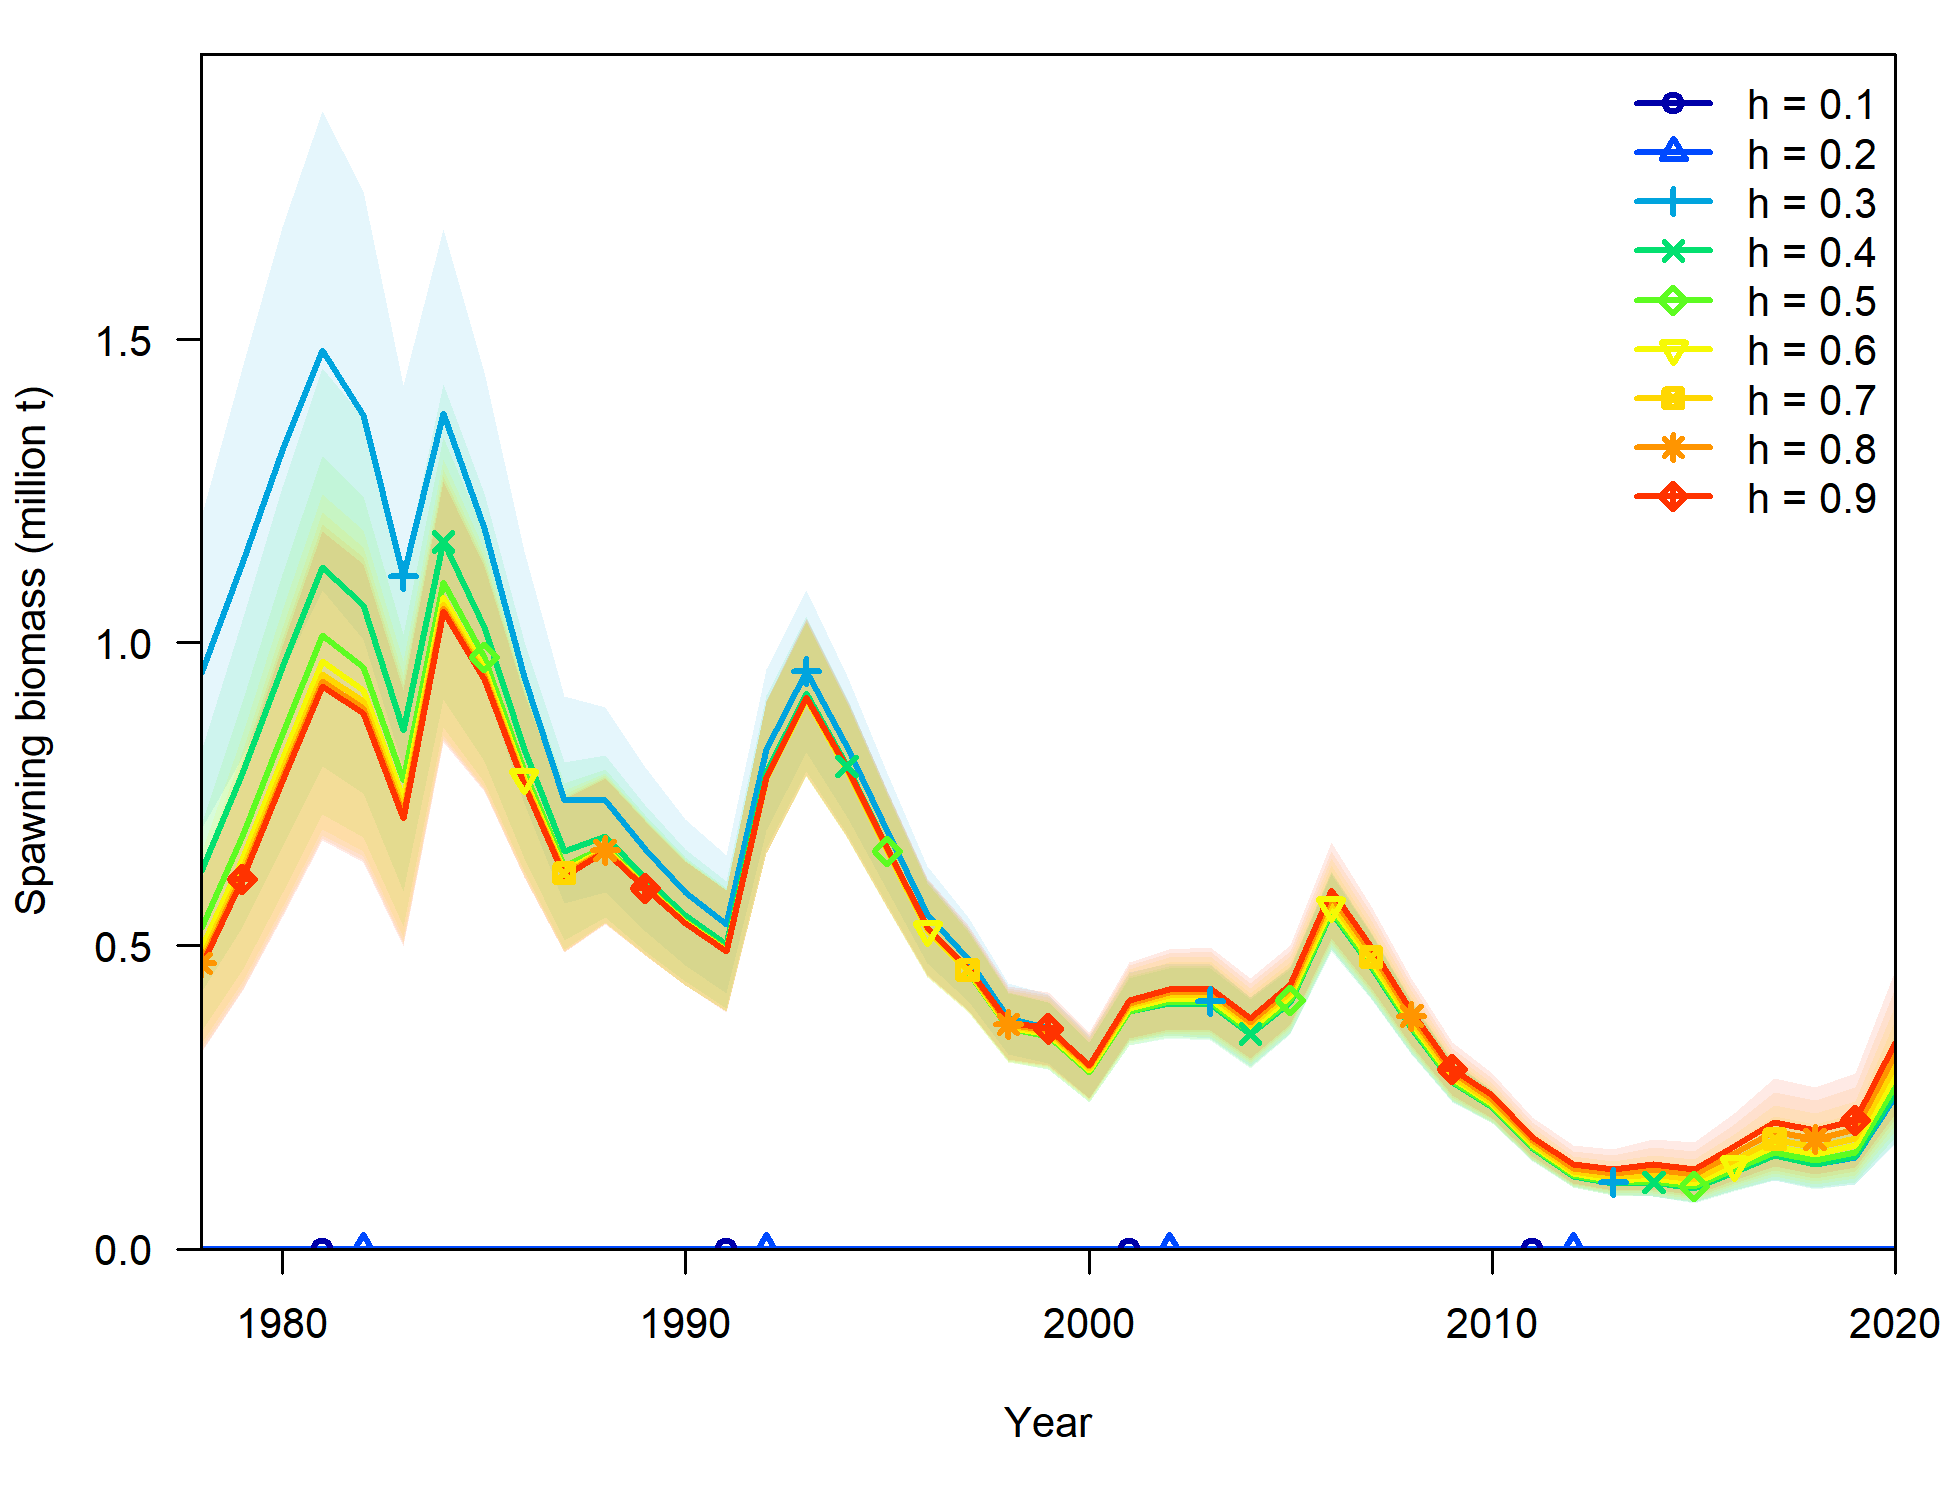 h = 0.1
h = 0.2
h = 0.3
h = 0.4
h = 0.5
h = 0.6
h = 0.7
h = 0.8
h = 0.9
Spawning biomass (million t)
1.5
1.0
0.5
0.0
1980 1990 2000 2010 2020
Year